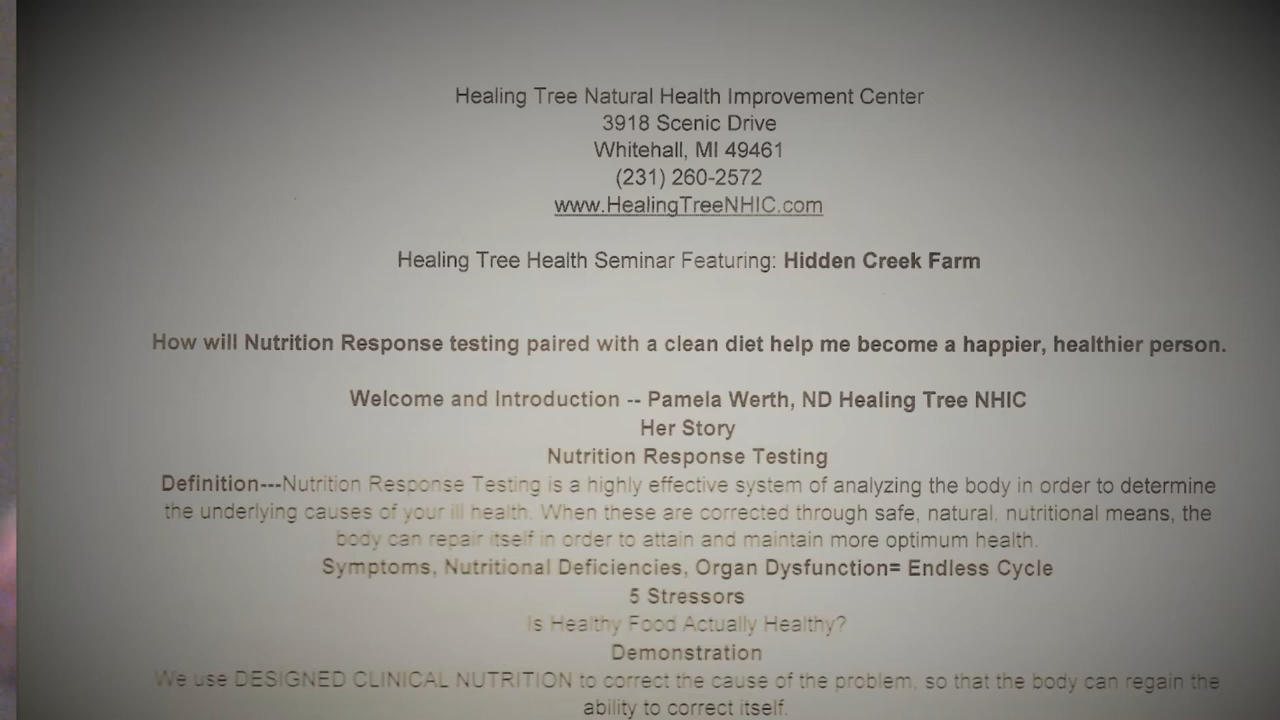 Healing Tree Natural Health Improvement Center
3918 Scenic Drive
Whitehall, MI 49461
(231) 260-2572
www.HealingTreeNHIC.com
Healing Tree Health Seminar Featuring: Hidden Creek Farm
How will Nutrition Response testing paired with a clean diet help me become a happier, healthier person.
Welcome and Introduction -- Pamela Werth, ND Healing Tree NHIC
Her Story
Nutrition Response Testing
Definition---Nutrition Response Testing is a highly effective system of analyzing the body in order to determine
the underlying causes of your ill health. When these are corrected through safe, natural, nutritional means, the
body can repair itself in order to attain and maintain more optimum health.
Symptoms, Nutritional Deficiencies, Organ Dysfunction= Endless Cycle
5 Stressors
Is Healthy Food Actually Healthy?
Demonstration
We use DESIGNED CLINICAL NUTRITION to correct the cause of the problem, so that the body can regain the
ability to correct itself.